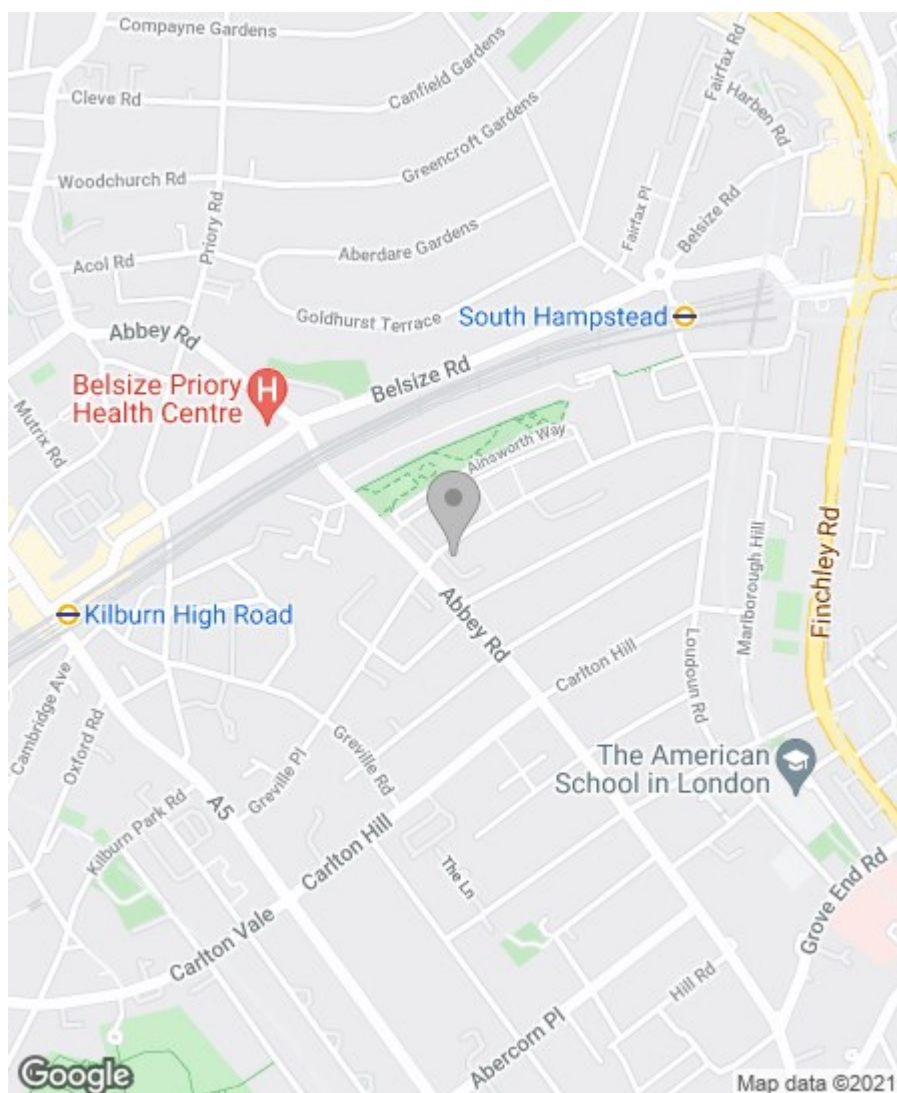 Compayne Gardens
Fairfax Rd
Cleve Rd
Canfield Gardens
Harben Rd
Greencroft Gardens
Woodchurch Rd
Priory Rd
Fairfax Pl
Belsize Rd
Aberdare Gardens
Acol Rd
Goldhurst Terrace
South Hampstead
Abbey Rd
Belsize Priory
Health Centre
H
Belsize Rd
Mutrix Rd
Ainsworth Way
Finchley Rd
Marlborough Hill
Kilburn High Road
Abbey Rd
Carlton Hill
Loudoun Rd
Cambridge Ave
Oxford Rd
Greville Pl
Greville Rd
The American
School in London
A5
Kilburn Park Rd
Carlton Hill
The Ln
Grove End Rd
Carlton Vale
Hill Rd
Abercorn Pl
Google
Map data ©2021